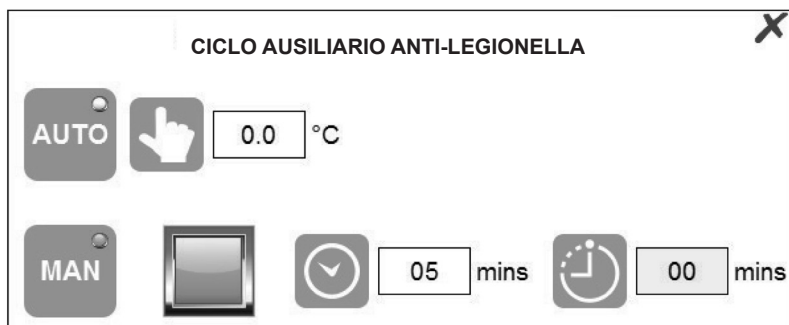 CICLO AUSILIARIO ANTI-LEGIONELLA
AUTO 0.0 °C
MAN 05 mins 00 mins